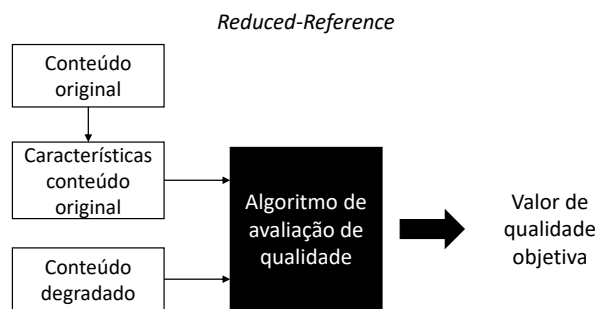 Reduced-Reference
Conteúdo
original
Características
conteúdo
original
Conteúdo
degradado
Algoritmo de
avaliação de
qualidade
Valor de
qualidade
objetiva